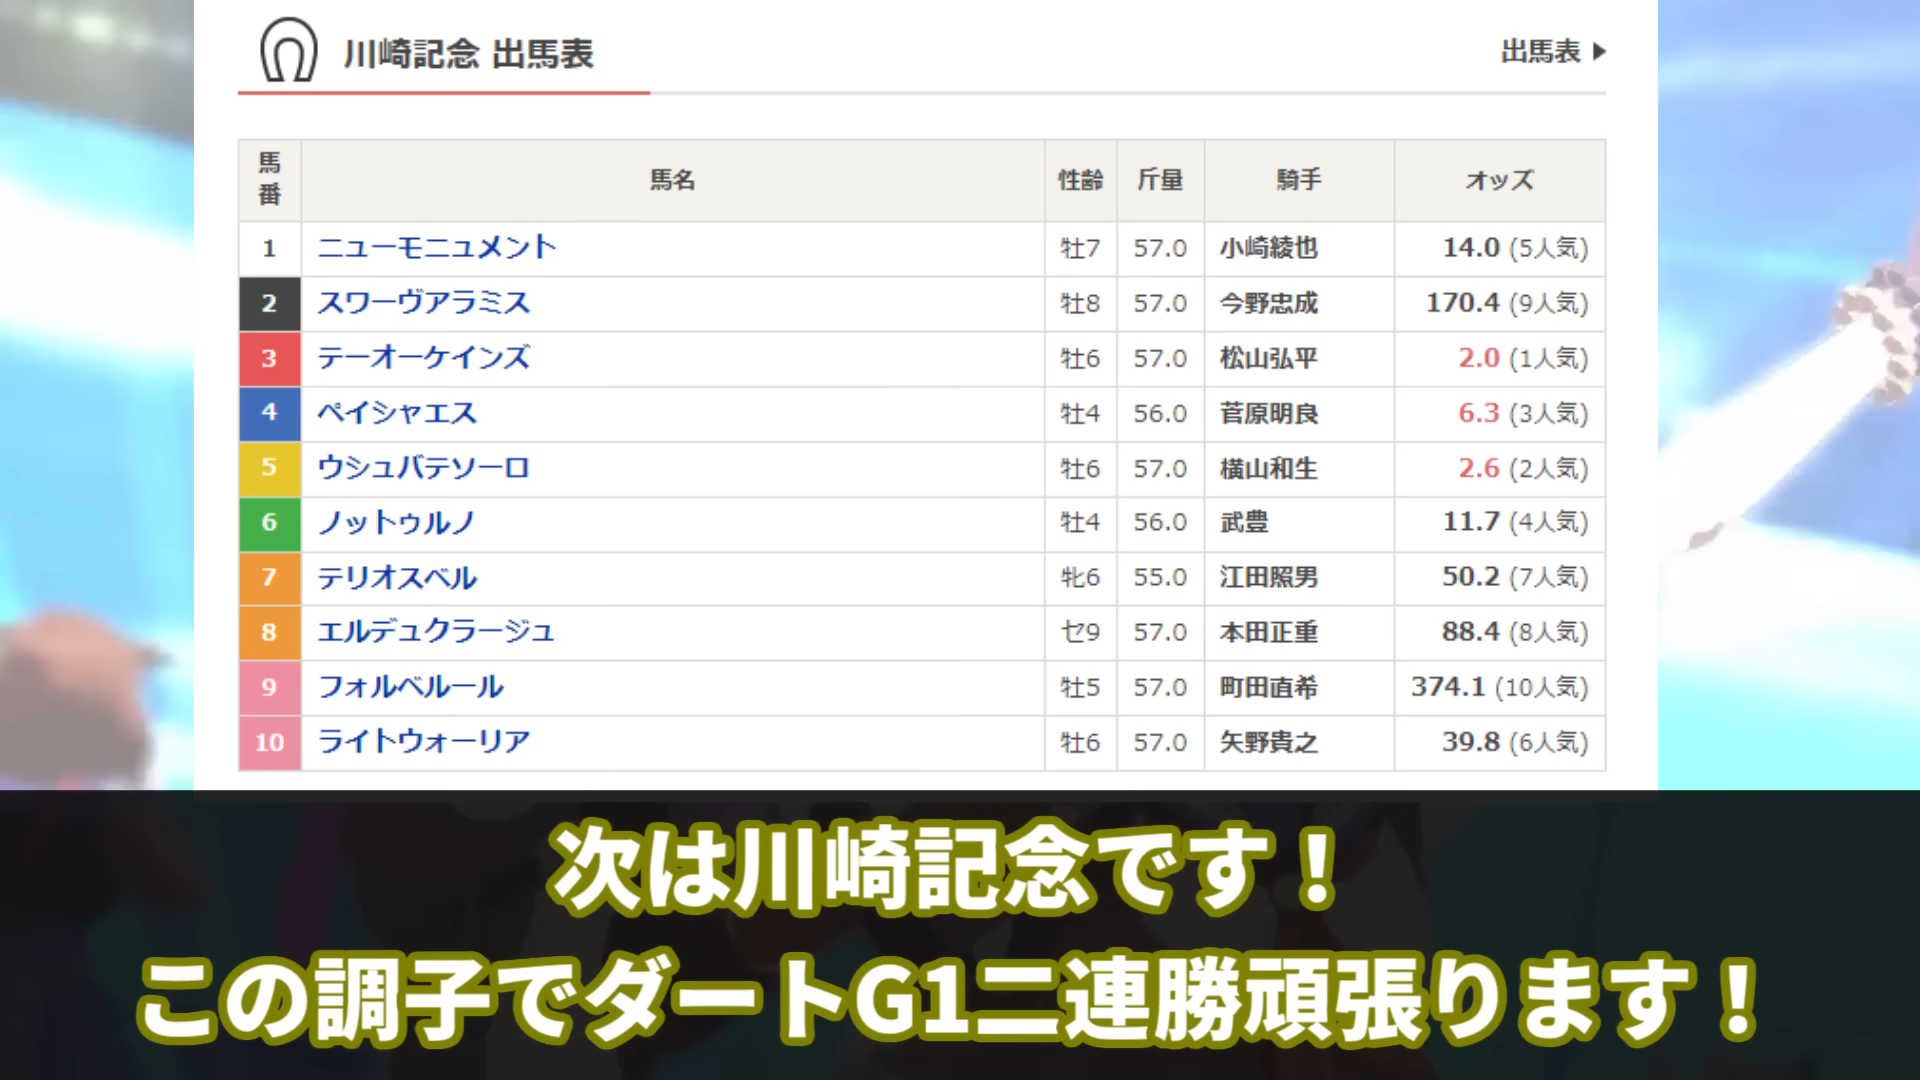 川崎記念 出馬表
出馬表
馬番 馬名 性齢 斤量 騎手 オッズ
1 ニューモニュメント 牡7 57.0 小崎綾也 14.0 (5人気)
2 スワーヴアラミス 牡8 57.0 今野忠成 170.4 (9人気)
3 テーオーケインズ 牡6 57.0 松山弘平 2.0 (1人気)
4 ペイシャエス 牡4 56.0 菅原明良 6.3 (3人気)
5 ウシュバテソーロ 牡6 57.0 横山和生 2.6 (2人気)
6 ノットゥルノ 牡4 56.0 武豊 11.7 (4人気)
7 テリオスベル 牝6 55.0 江田照男 50.2 (7人気)
8 エルデュクラージュ セ9 57.0 本田正重 88.4 (8人気)
9 フォルベルール 牡5 57.0 町田直希 374.1 (10人気)
10 ライトウォーリア 牡6 57.0 矢野貴之 39.8 (6人気)
次は川崎記念です！
この調子でダートG1二連勝頑張ります！